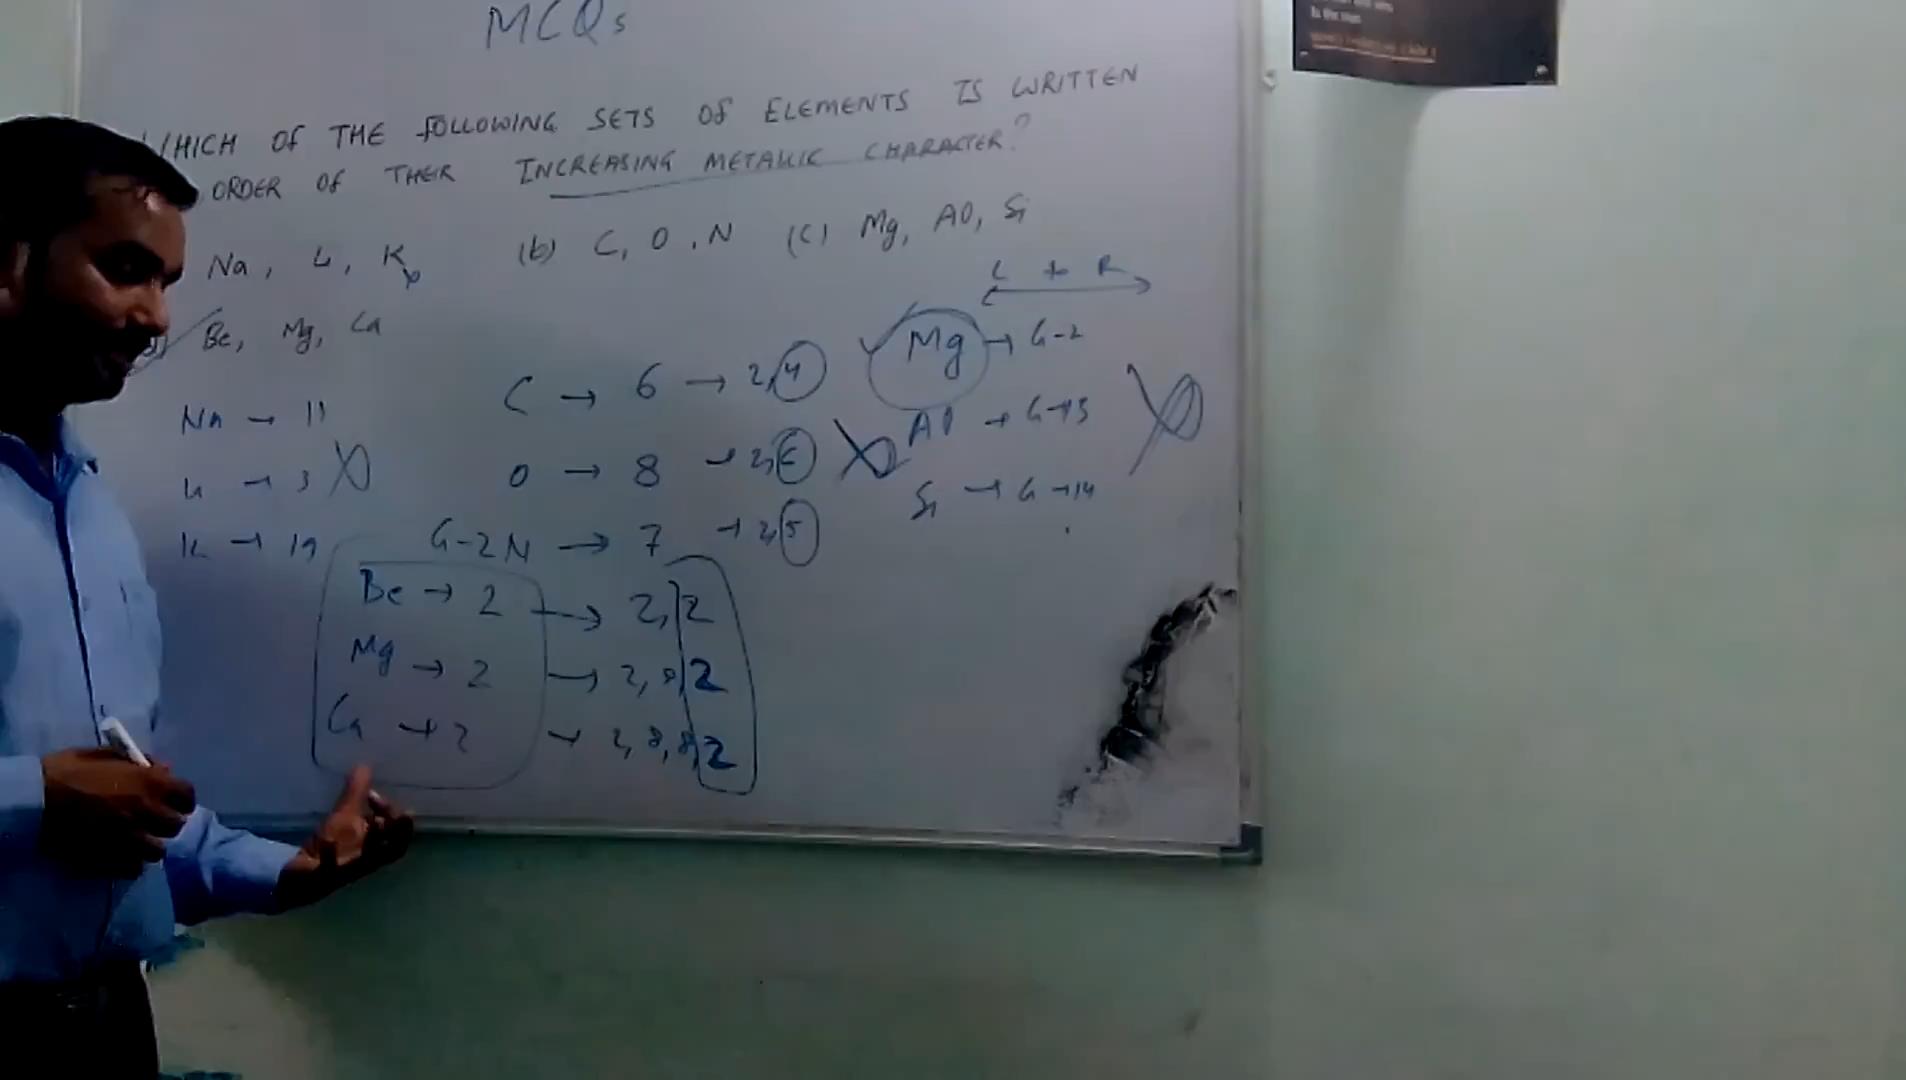 MCQs
WHICH OF THE FOLLOWING SETS OF ELEMENTS IS WRITTEN
ORDER OF THEIR INCREASING METALLIC CHARACTER?
Na, Li, K (b) C, O, N (c) Mg, Al, Si
L to R
Be, Mg, Ca
Mg → G-2
C → 6 → 2,4
Na → 11
Al → G→13
O → 8 → 2,6
Li → 3
Si → G→14
K → 19
G-2 N → 7 → 2,5
Be → 2 → 2,2
Mg → 2 → 2,8,2
Ca → 2 → 2,8,8,2